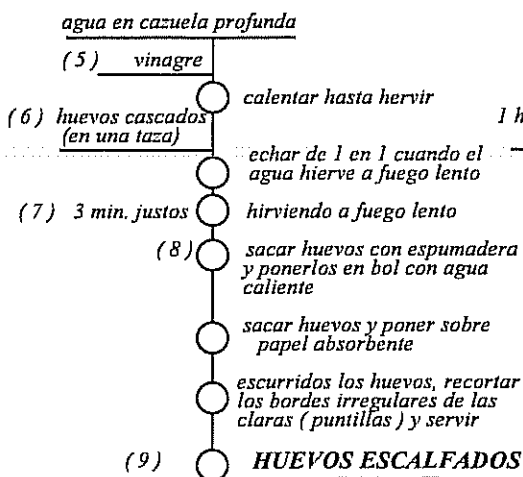 agua en cazuela profunda
(5) vinagre
calentar hasta hervir
(6) huevos cascados
(en una taza)
1 h
echar de 1 en 1 cuando el
agua hierve a fuego lento
(7) 3 min. justos
hirviendo a fuego lento
(8) sacar huevos con espumadera
y ponerlos en bol con agua
caliente
sacar huevos y poner sobre
papel absorbente
escurridos los huevos, recortar
los bordes irregulares de las
claras (puntillas) y servir
(9) HUEVOS ESCALFADOS